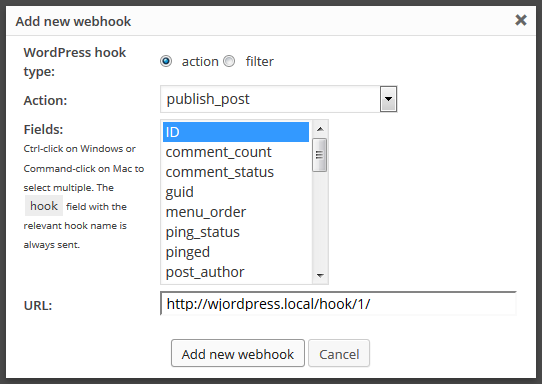 Add new webhook
WordPress hook
type:
action
filter
Action:
publish_post
Fields:
Ctrl-click on Windows or
Command-click on Mac to
select multiple. The
hook field with the
relevant hook name is
always sent.
ID
comment_count
comment_status
guid
menu_order
ping_status
pinged
post_author
URL:
http://wjordpress.local/hook/1/
Add new webhook
Cancel